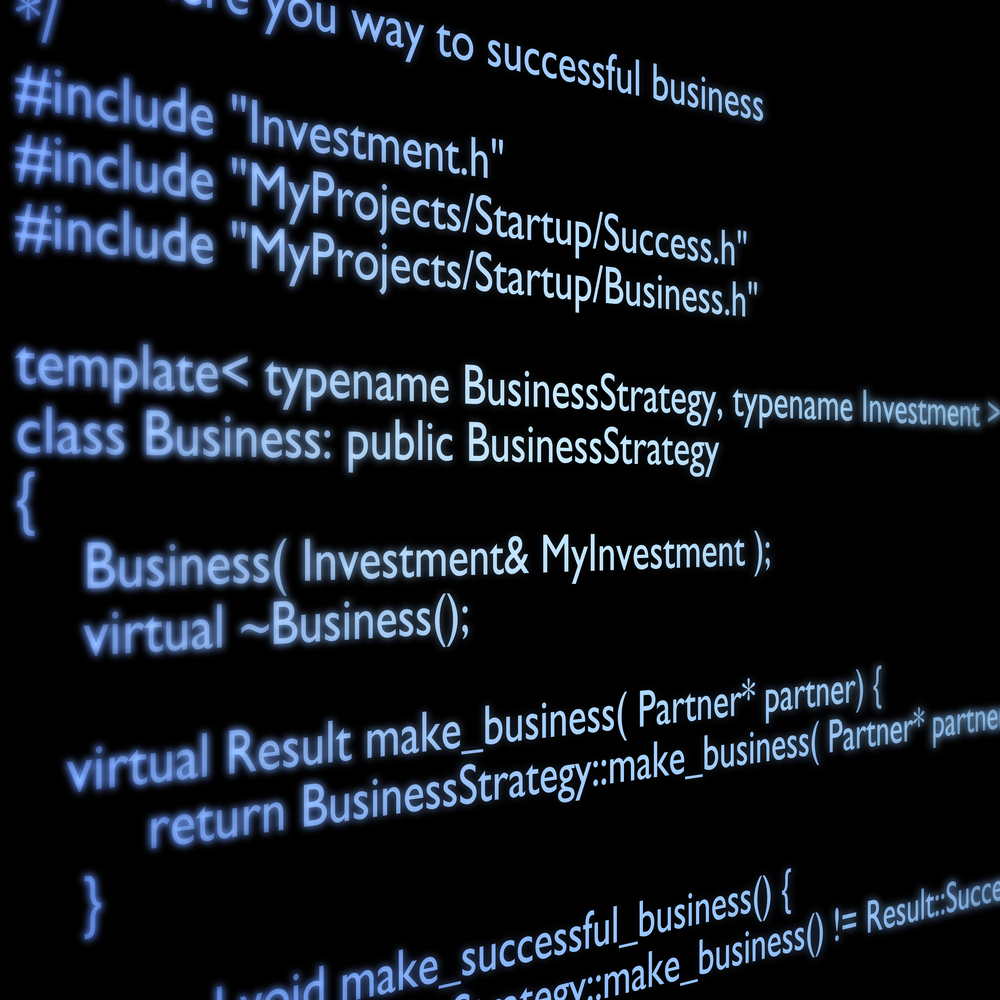 you way to successful business
*/
#include "Investment.h"
#include "MyProjects/Startup/Success.h"
#include "MyProjects/Startup/Business.h"
template< typename BusinessStrategy, typename Investment >
class Business: public BusinessStrategy
{
Business( Investment& MyInvestment );
virtual ~Business();
virtual Result make_business( Partner* partner) {
return BusinessStrategy::make_business( Partner* partne
}
void make_successful_business() {
::make_business() != Result::Succe